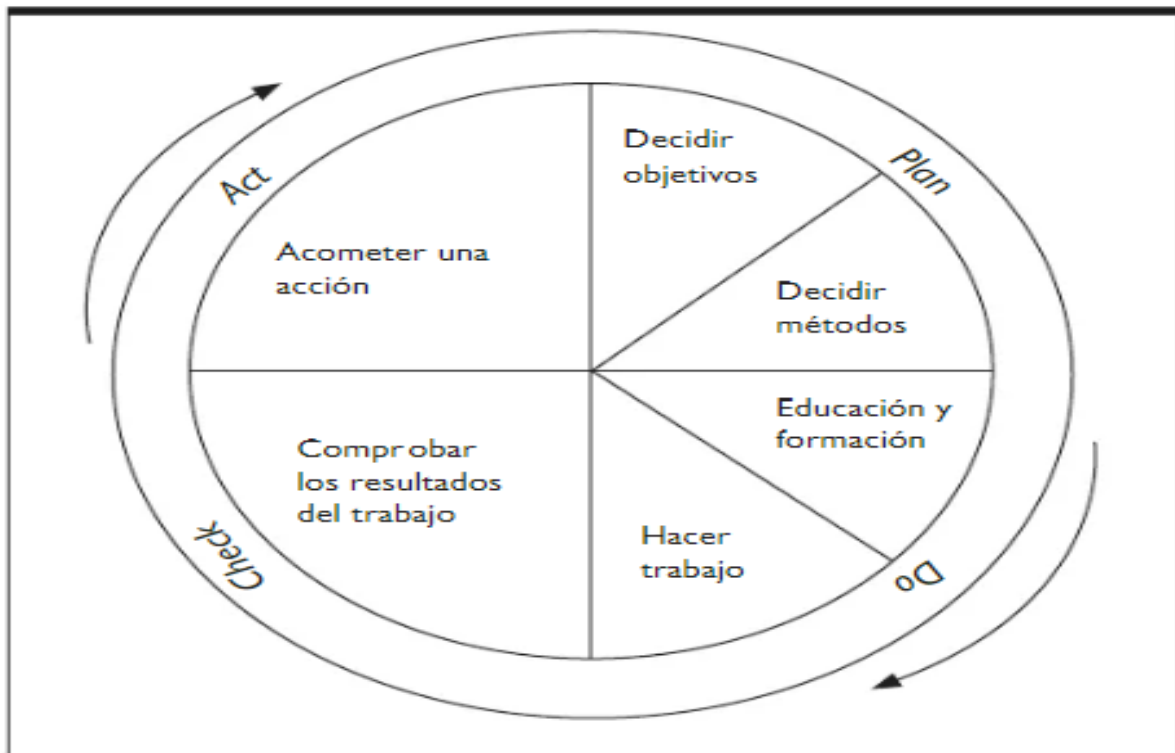 Plan
Decidir
objetivos
Decidir
métodos
Do
Educación y
formación
Hacer
trabajo
Check
Comprobar
los resultados
del trabajo
Act
Acometer una
acción